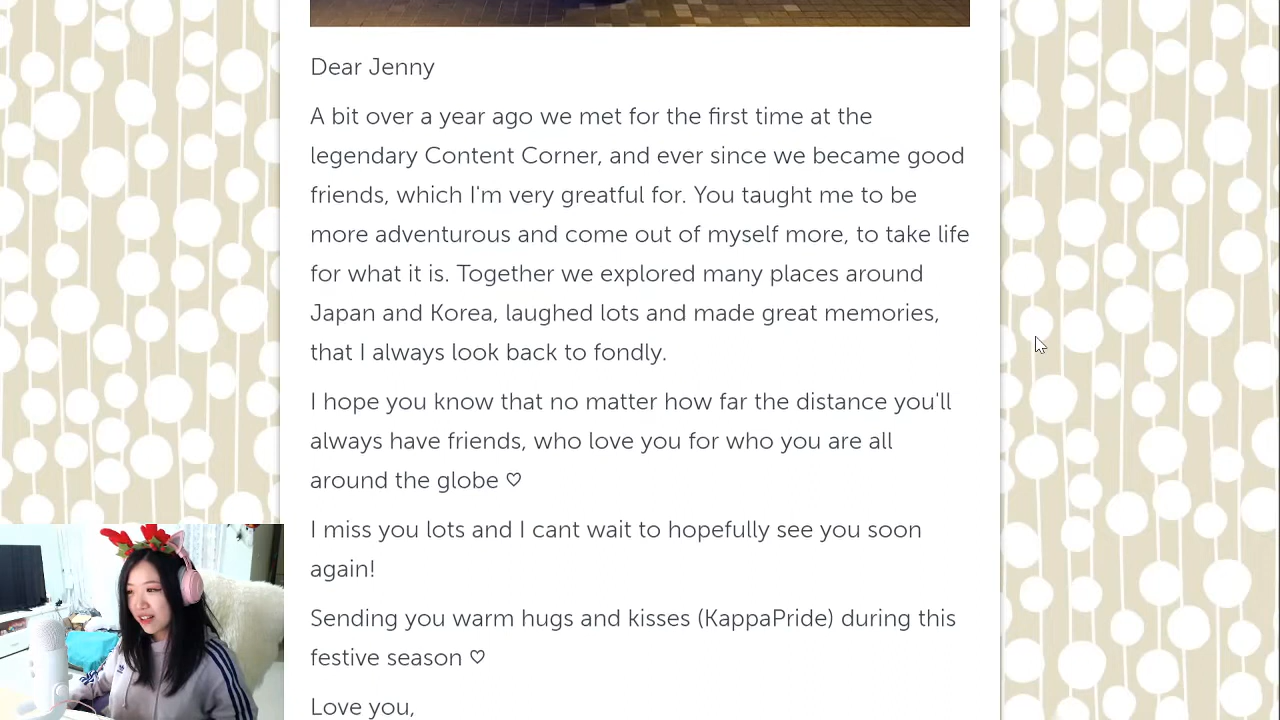 Dear Jenny
A bit over a year ago we met for the first time at the
legendary Content Corner, and ever since we became good
friends, which I'm very greatful for. You taught me to be
more adventurous and come out of myself more, to take life
for what it is. Together we explored many places around
Japan and Korea, laughed lots and made great memories,
that I always look back to fondly.
I hope you know that no matter how far the distance you'll
always have friends, who love you for who you are all
around the globe ♡
I miss you lots and I cant wait to hopefully see you soon
again!
Sending you warm hugs and kisses (KappaPride) during this
festive season ♡
Love you,